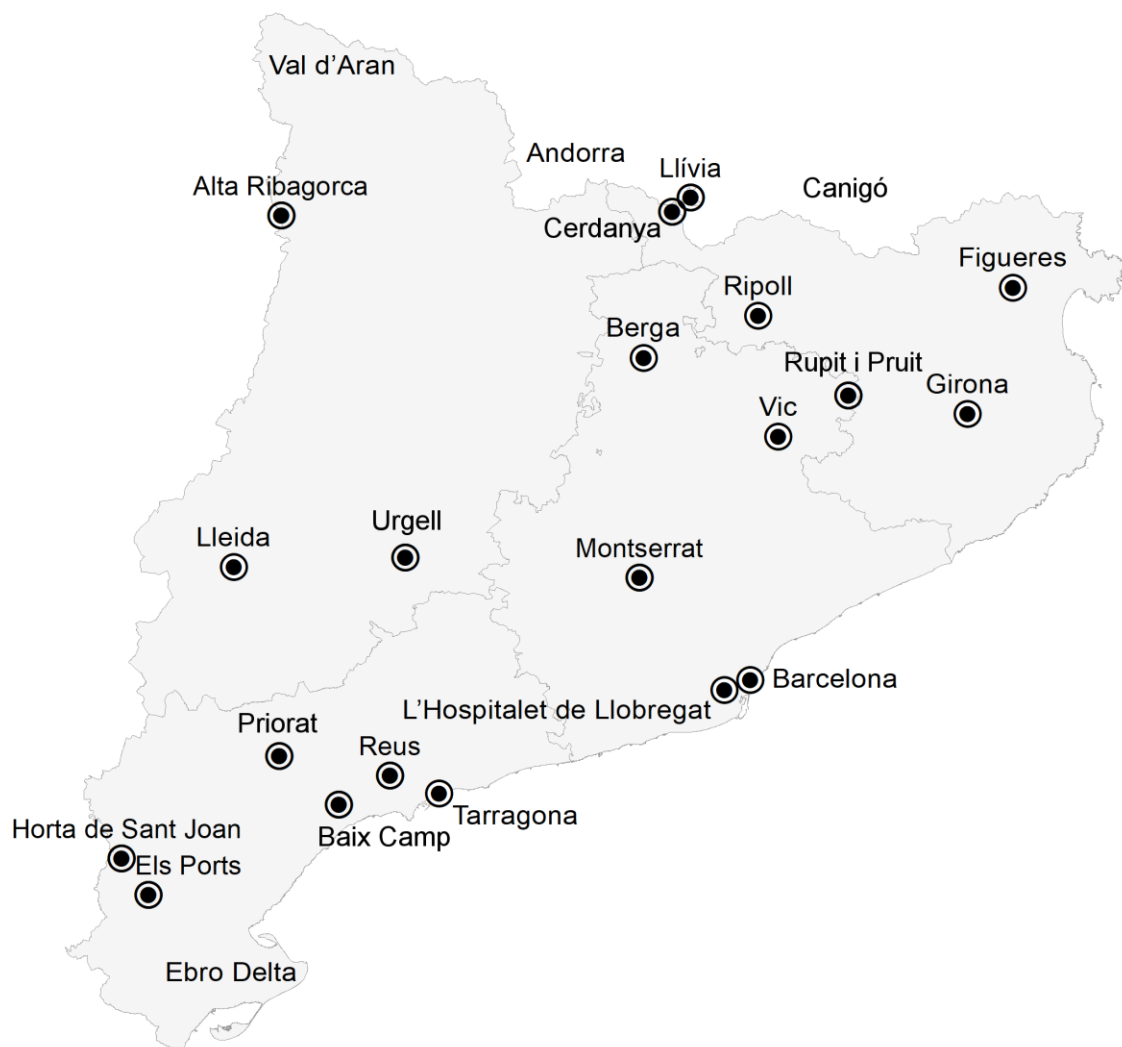 Val d’Aran
Andorra
Llívia
Alta Ribagorca
Canigó
Cerdanya
Figueres
Ripoll
Berga
Rupit i Pruit
Girona
Vic
Urgell
Lleida
Montserrat
Barcelona
L’Hospitalet de Llobregat
Priorat
Reus
Tarragona
Horta de Sant Joan
Baix Camp
Els Ports
Ebro Delta